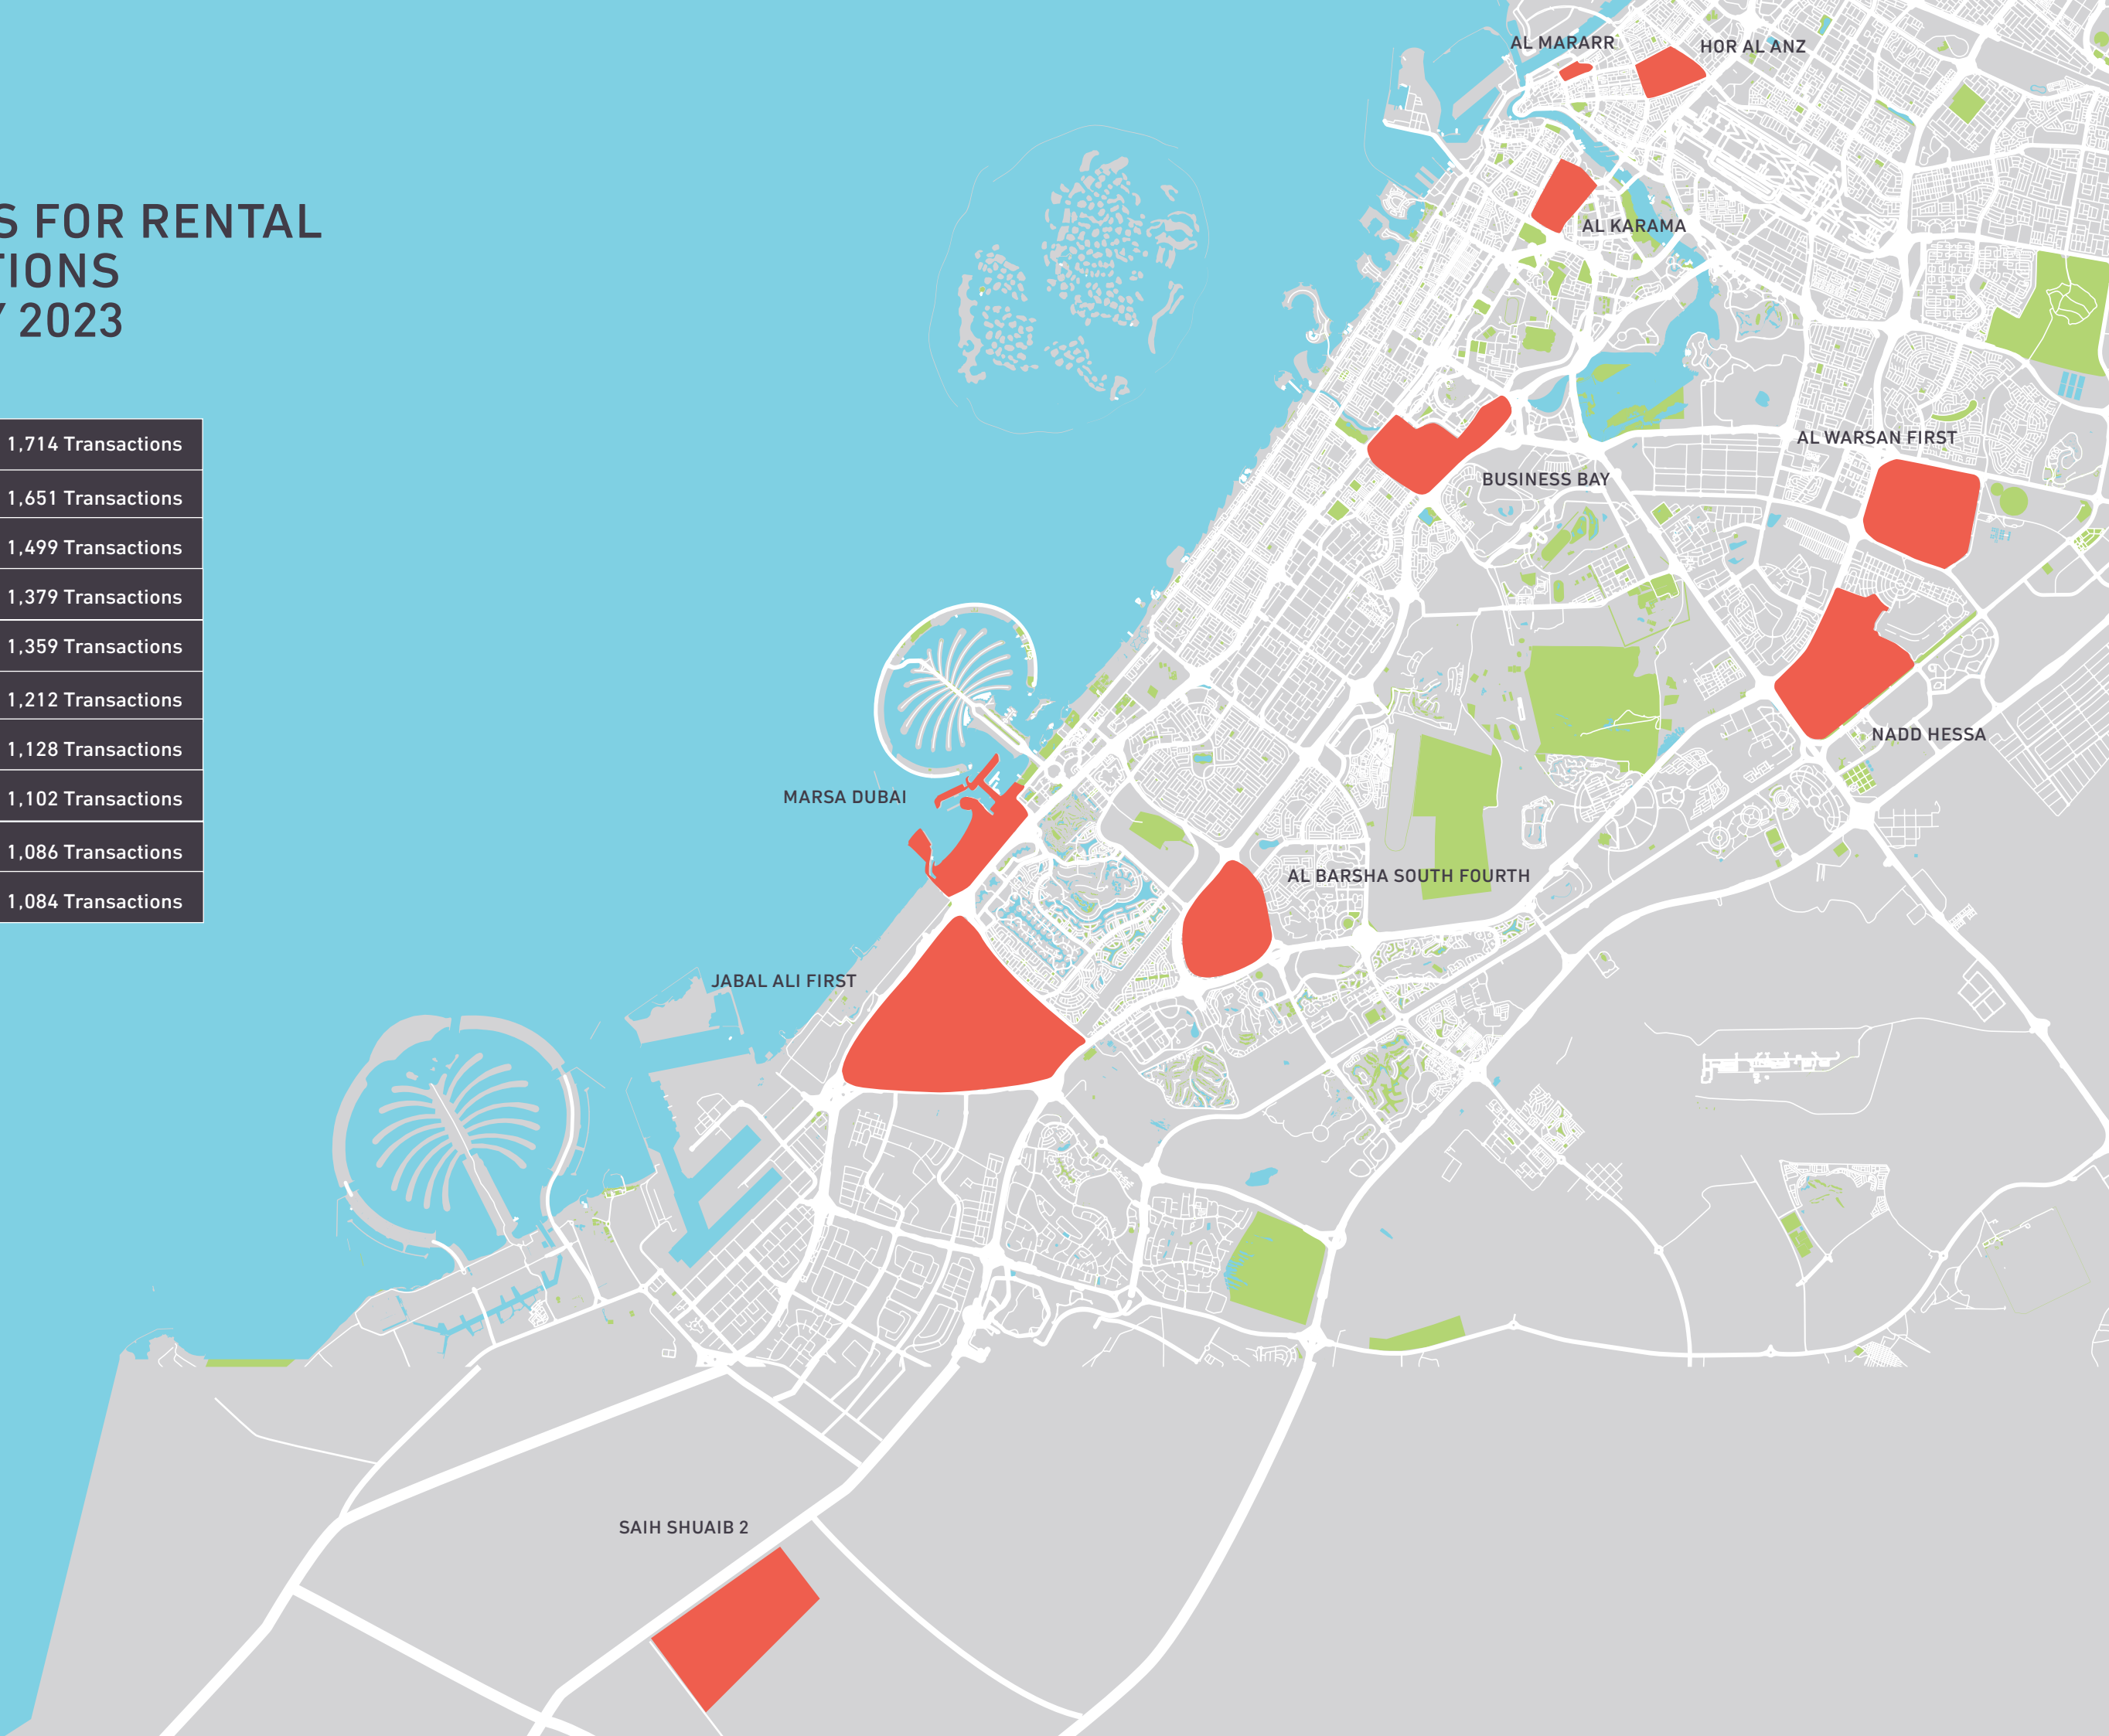 S FOR RENTAL
TIONS
Y 2023
1,714 Transactions
1,651 Transactions
1,499 Transactions
1,379 Transactions
1,359 Transactions
1,212 Transactions
1,128 Transactions
1,102 Transactions
1,086 Transactions
1,084 Transactions
AL MARARR
HOR AL ANZ
AL KARAMA
AL WARSAN FIRST
BUSINESS BAY
NADD HESSA
MARSA DUBAI
AL BARSHA SOUTH FOURTH
JABAL ALI FIRST
SAIH SHUAIB 2